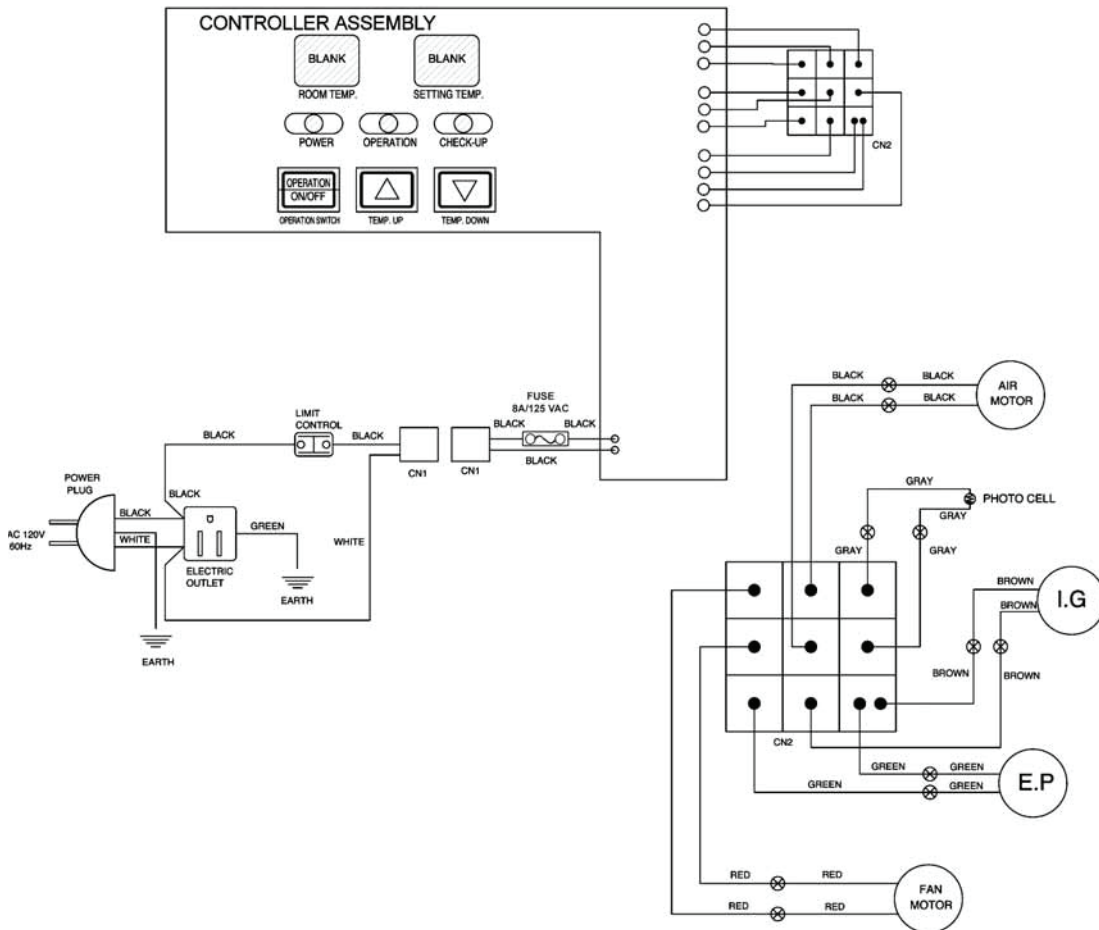 CONTROLLER ASSEMBLY
BLANK
BLANK
ROOM TEMP.
SETTING TEMP.
POWER
OPERATION
CHECK-UP
OPERATION
ON/OFF
OPERATION SWITCH
TEMP. UP
TEMP. DOWN
CN2
FUSE
8A/125 VAC
BLACK
BLACK
BLACK
LIMIT
CONTROL
BLACK
BLACK
CN1
CN1
POWER
PLUG
BLACK
BLACK
WHITE
AC 120V
60Hz
GREEN
WHITE
ELECTRIC
OUTLET
EARTH
EARTH
BLACK
BLACK
BLACK
BLACK
AIR
MOTOR
GRAY
PHOTO CELL
GRAY
GRAY
GRAY
BROWN
BROWN
I.G
BROWN
BROWN
CN2
GREEN
GREEN
GREEN
GREEN
E.P
RED
RED
RED
RED
FAN
MOTOR